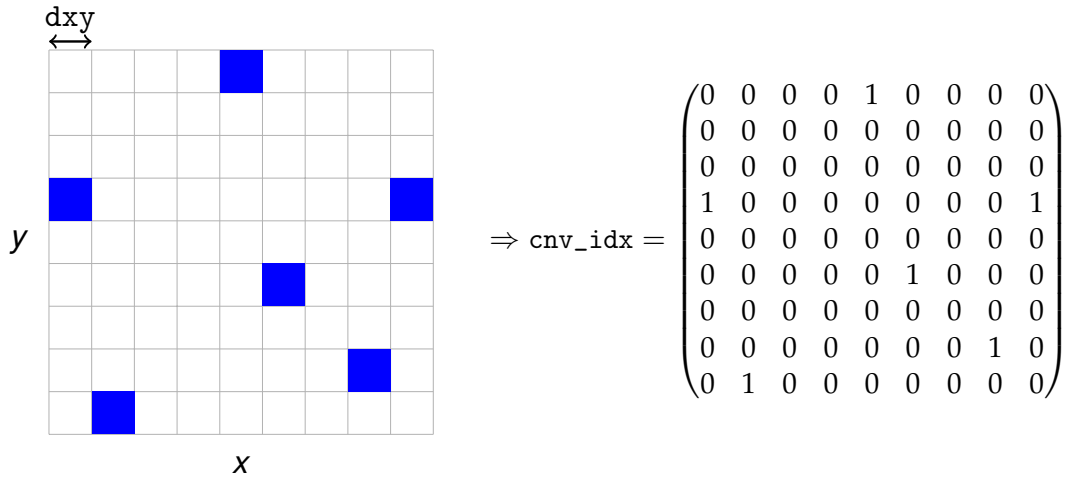 dxy
y
x
⇒ cnv_idx =
0 0 0 0 1 0 0 0 0
0 0 0 0 0 0 0 0 0
0 0 0 0 0 0 0 0 0
1 0 0 0 0 0 0 0 1
0 0 0 0 0 0 0 0 0
0 0 0 0 0 1 0 0 0
0 0 0 0 0 0 0 0 0
0 0 0 0 0 0 0 1 0
0 1 0 0 0 0 0 0 0